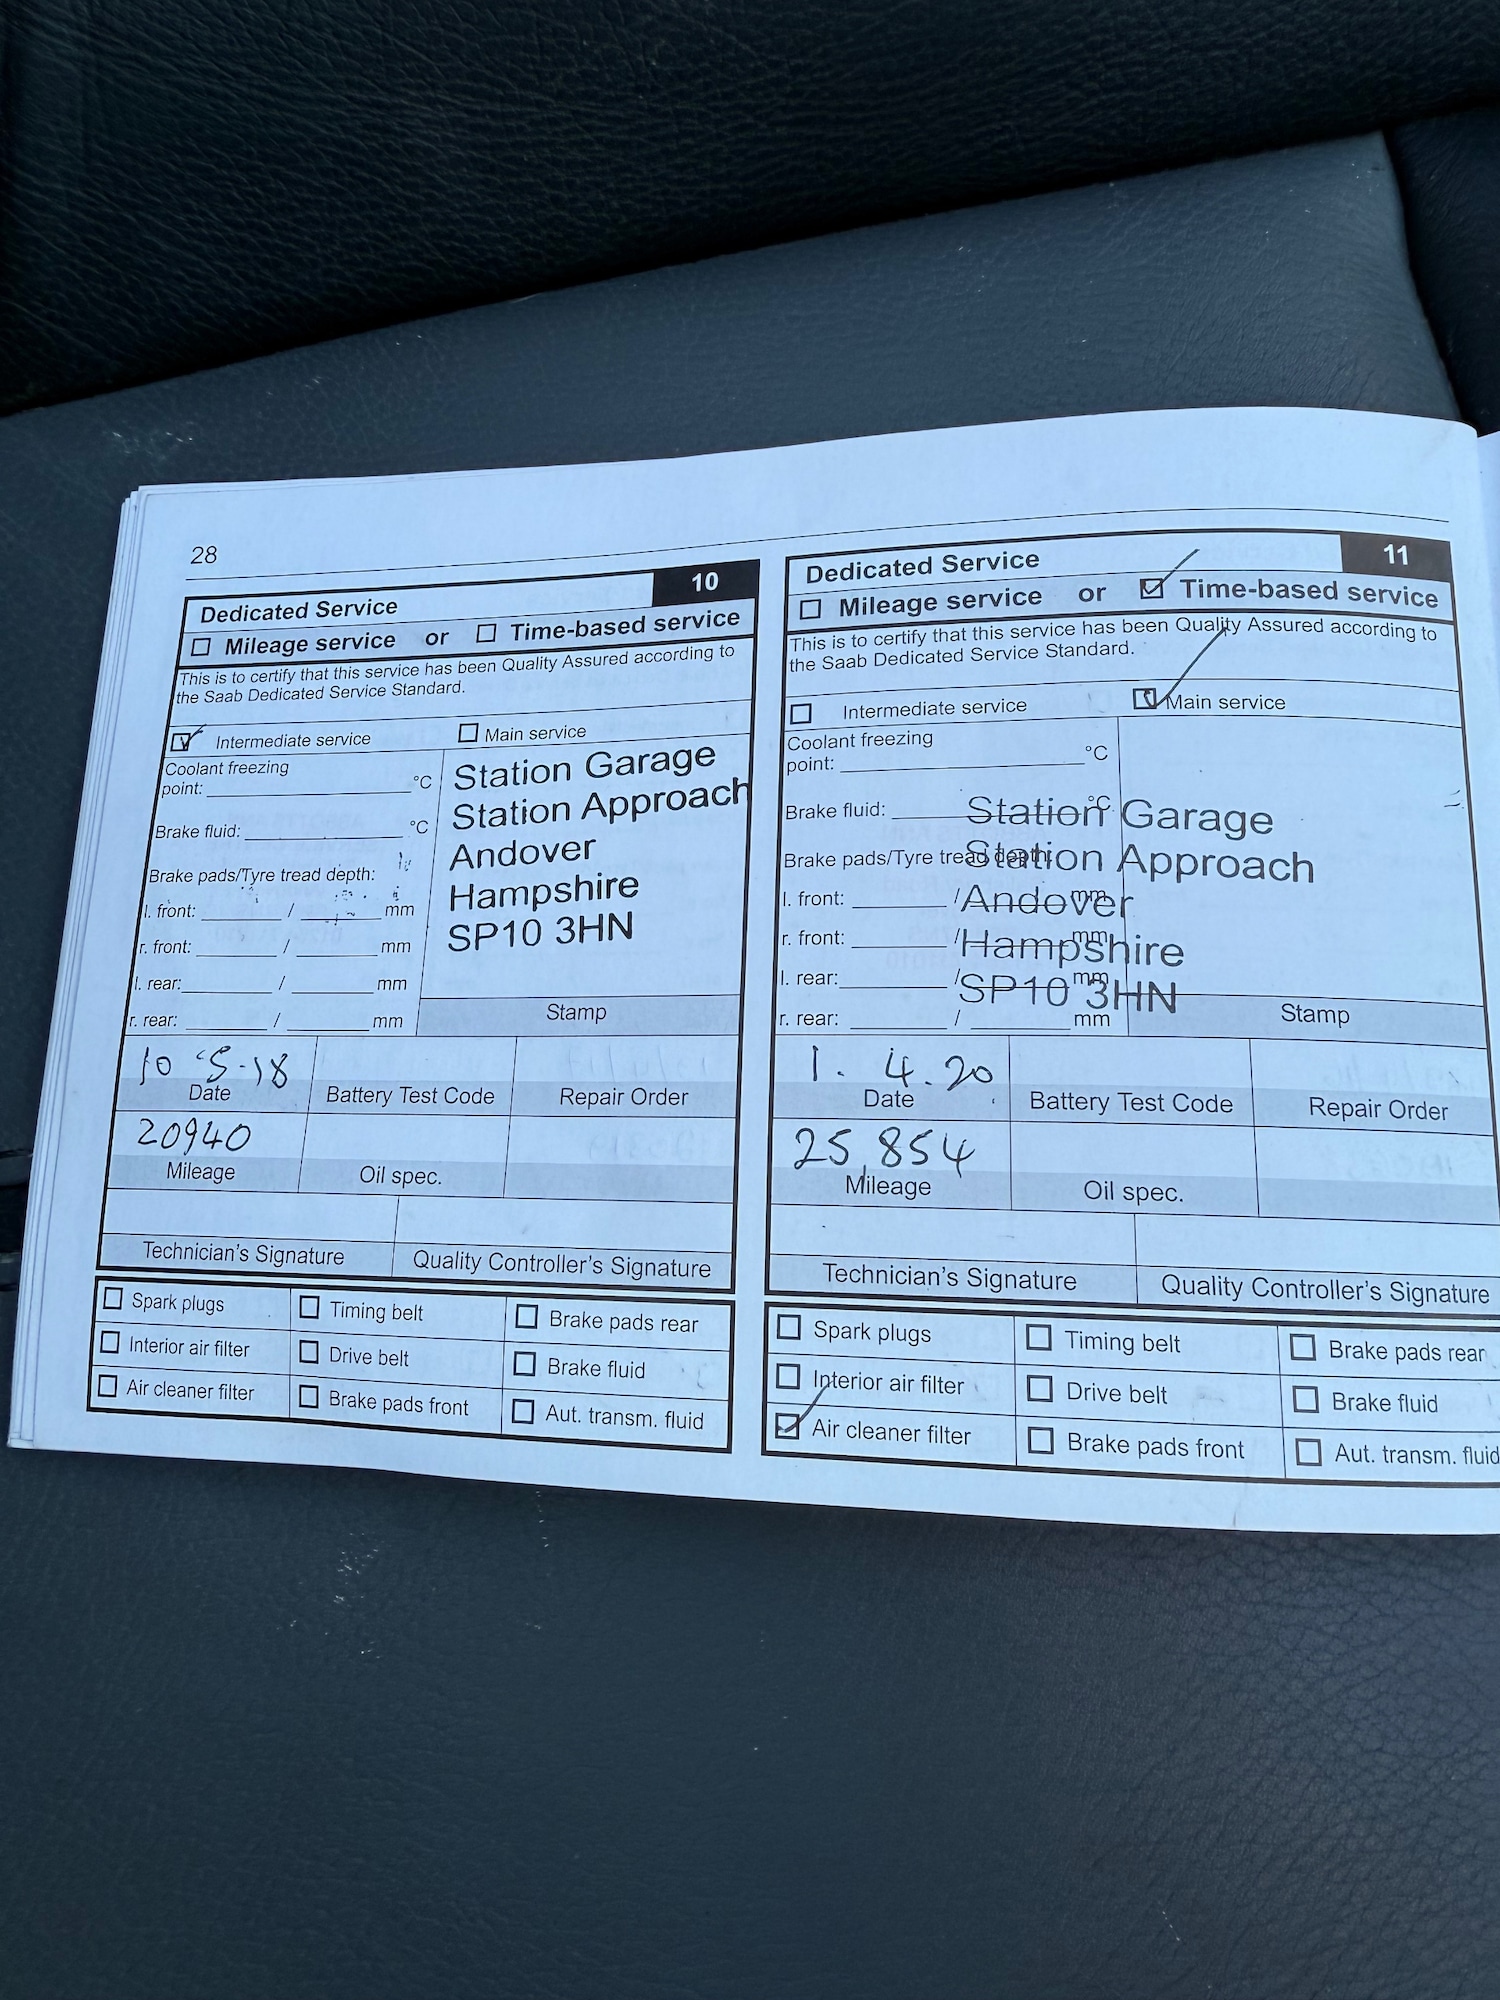 28
Dedicated Service 10
Mileage service or Time-based service
This is to certify that this service has been Quality Assured according to
the Saab Dedicated Service Standard.
Intermediate service Main service
Coolant freezing
point: °C
Brake fluid: °C
Brake pads/Tyre tread depth:
l. front: / mm
r. front: / mm
l. rear: / mm
r. rear: / mm
Station Garage
Station Approach
Andover
Hampshire
SP10 3HN
Stamp
10 5-18
Date Battery Test Code Repair Order
20940
Mileage Oil spec.
Technician's Signature Quality Controller's Signature
Spark plugs Timing belt Brake pads rear
Interior air filter Drive belt Brake fluid
Air cleaner filter Brake pads front Aut. transm. fluid
Dedicated Service 11
Mileage service or Time-based service
This is to certify that this service has been Quality Assured according to
the Saab Dedicated Service Standard.
Intermediate service Main service
Coolant freezing
point: °C
Brake fluid: °C
Brake pads/Tyre tread depth:
l. front: / mm
r. front: / mm
l. rear: / mm
r. rear: / mm
Station Garage
Station Approach
Andover
Hampshire
SP10 3HN
Stamp
1. 4.20
Date Battery Test Code Repair Order
25,854
Mileage Oil spec.
Technician's Signature Quality Controller's Signature
Spark plugs Timing belt Brake pads rear
Interior air filter Drive belt Brake fluid
Air cleaner filter Brake pads front Aut. transm. fluid